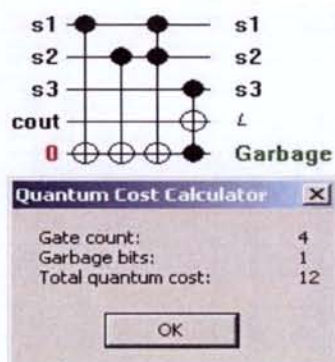 s1 s1
s2 s2
s3 s3
cout L
0 Garbage
Quantum Cost Calculator
Gate count: 4
Garbage bits: 1
Total quantum cost: 12
OK